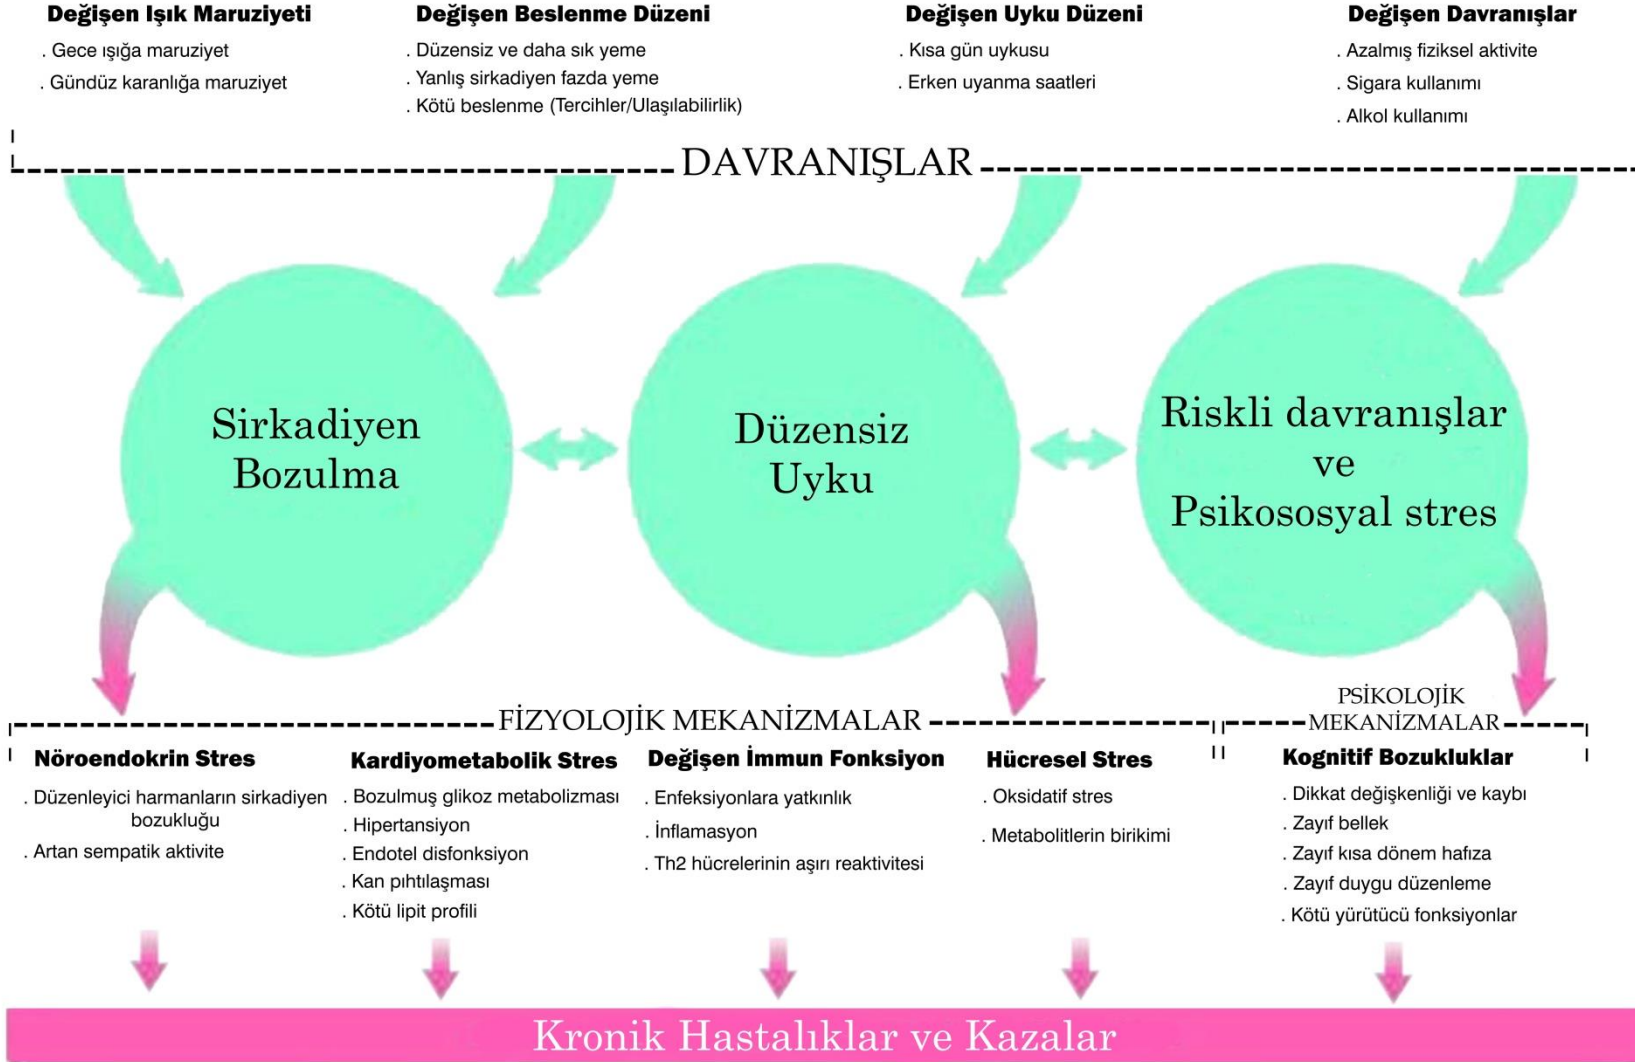 Değişen Işık Maruziyeti
. Gece ışığa maruziyet
. Gündüz karanlığa maruziyet
Değişen Beslenme Düzeni
. Düzensiz ve daha sık yeme
. Yanlış sirkadiyen fazda yeme
. Kötü beslenme (Tercihler/Ulaşılabilirlik)
Değişen Uyku Düzeni
. Kısa gün uykusu
. Erken uyanma saatleri
Değişen Davranışlar
. Azalmış fiziksel aktivite
. Sigara kullanımı
. Alkol kullanımı
DAVRANIŞLAR
Sirkadiyen
Bozulma
Düzensiz
Uyku
Riskli davranışlar
ve
Psikososyal stres
FİZYOLOJİK MEKANİZMALAR
PSİKOLOJİK
MEKANİZMALAR
Nöroendokrin Stres
. Düzenleyici harmanların sirkadiyen
bozukluğu
. Artan sempatik aktivite
Kardiyometabolik Stres
. Bozulmuş glikoz metabolizması
. Hipertansiyon
. Endotel disfonksiyon
. Kan pıhtılaşması
. Kötü lipit profili
Değişen İmmun Fonksiyon
. Enfeksiyonlara yatkınlık
. İnflamasyon
. Th2 hücrelerinin aşırı reaktivitesi
Hücresel Stres
. Oksidatif stres
. Metabolitlerin birikimi
Kognitif Bozukluklar
. Dikkat değişkenliği ve kaybı
. Zayıf bellek
. Zayıf kısa dönem hafıza
. Zayıf duygu düzenleme
. Kötü yürütücü fonksiyonlar
Kronik Hastalıklar ve Kazalar